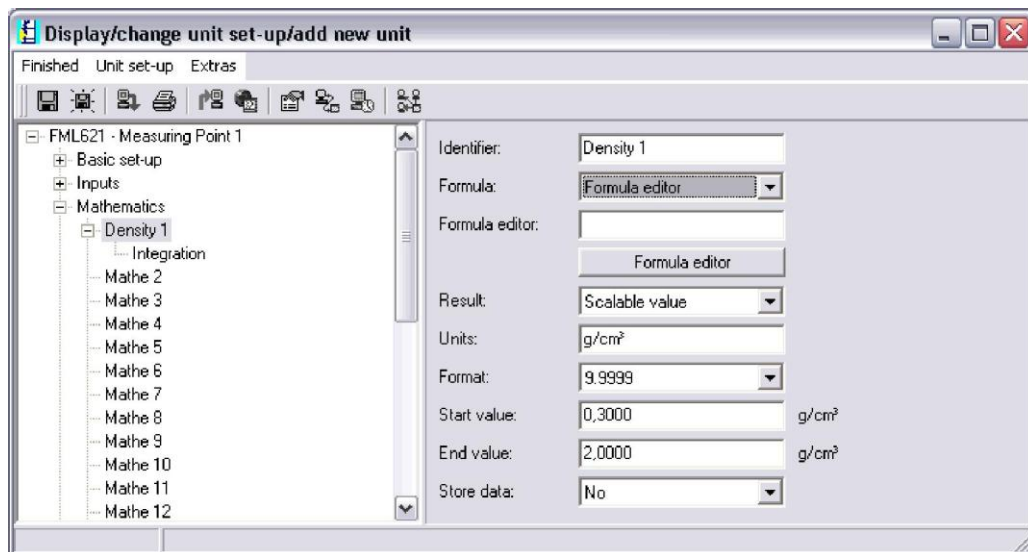 Display/change unit set-up/add new unit
Finished Unit set-up Extras
FML621 - Measuring Point 1
Basic set-up
Inputs
Mathematics
Density 1
Integration
Mathe 2
Mathe 3
Mathe 4
Mathe 5
Mathe 6
Mathe 7
Mathe 8
Mathe 9
Mathe 10
Mathe 11
Mathe 12
Identifier: Density 1
Formula: Formula editor
Formula editor:
Formula editor
Result: Scalable value
Units: g/cm³
Format: 9.9999
Start value: 0,3000 g/cm³
End value: 2,0000 g/cm³
Store data: No